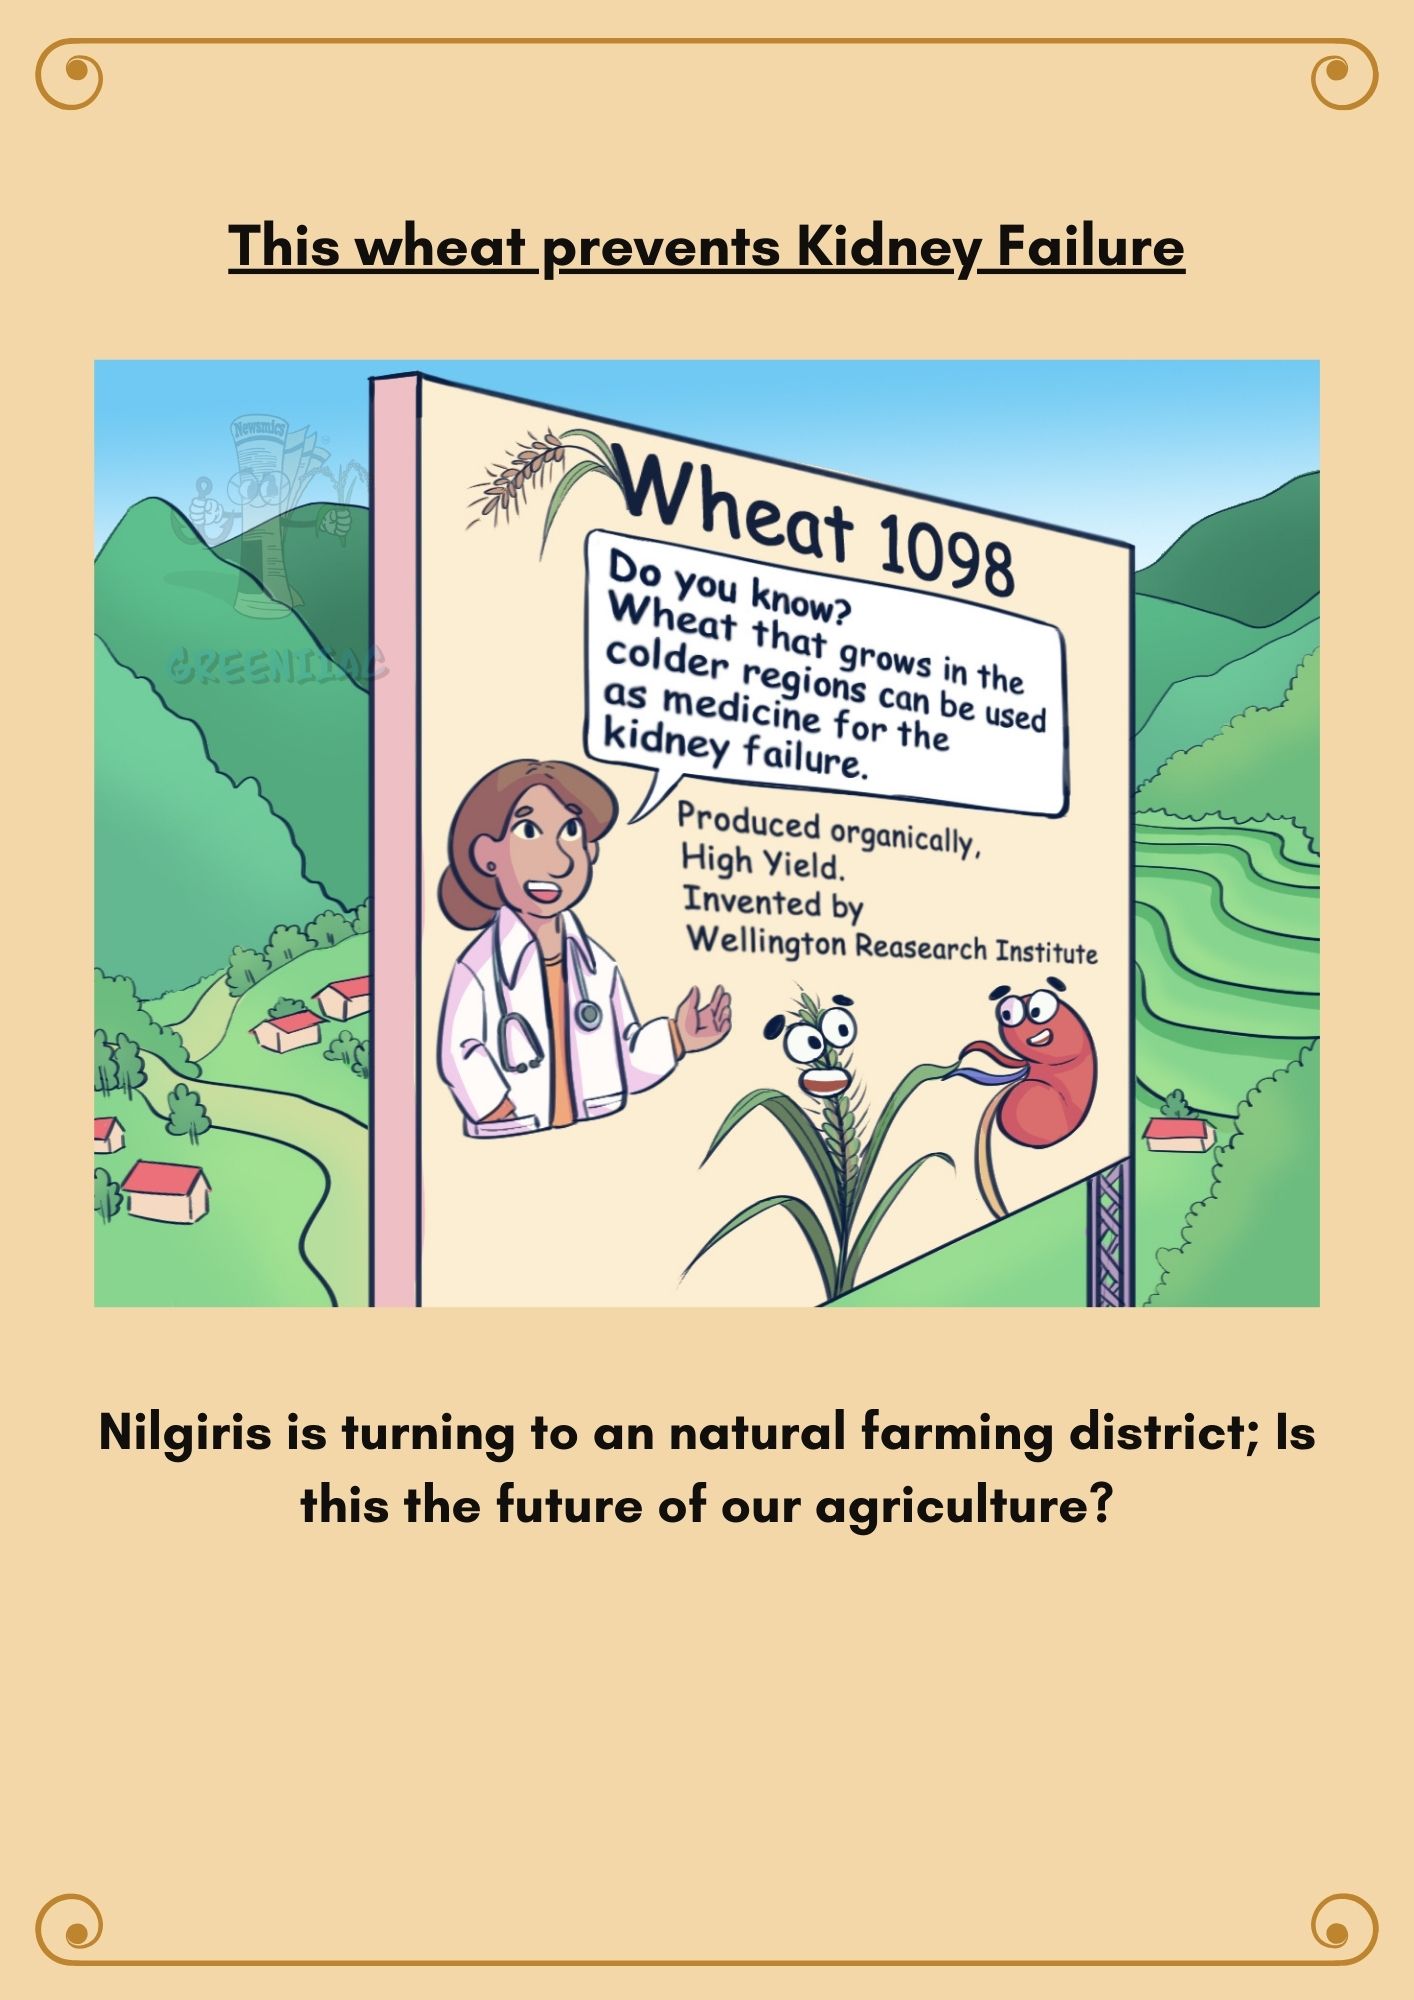 This wheat prevents Kidney Failure
Newsmics
GREENIIAC
Wheat 1098
Do you know?
Wheat that grows in the
colder regions can be used
as medicine for the
kidney failure.
Produced organically,
High Yield.
Invented by
Wellington Reasearch Institute
Nilgiris is turning to an natural farming district; Is
this the future of our agriculture?